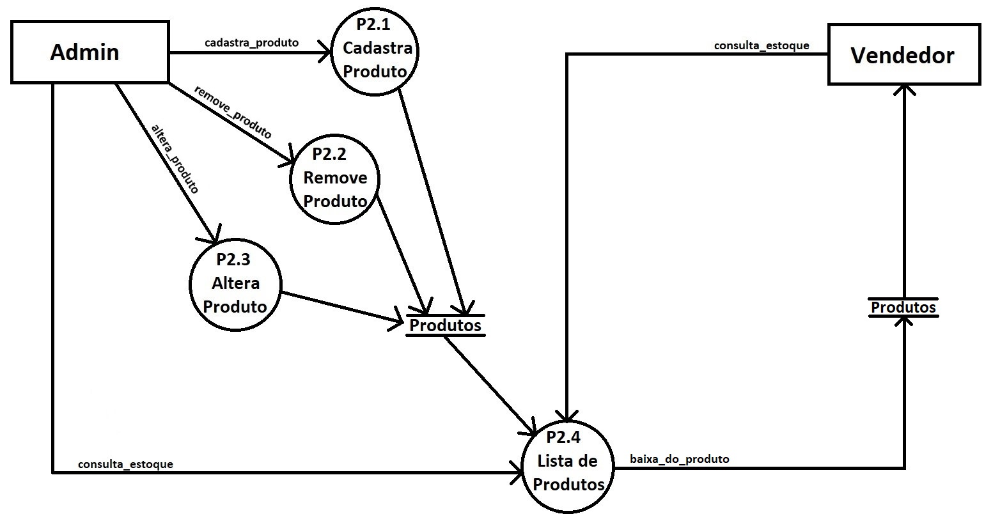 Admin
cadastra_produto
P2.1
Cadastra
Produto
consulta_estoque
Vendedor
remove_produto
altera_produto
P2.2
Remove
Produto
P2.3
Altera
Produto
Produtos
Produtos
P2.4
Lista de
Produtos
consulta_estoque
baixa_do_produto